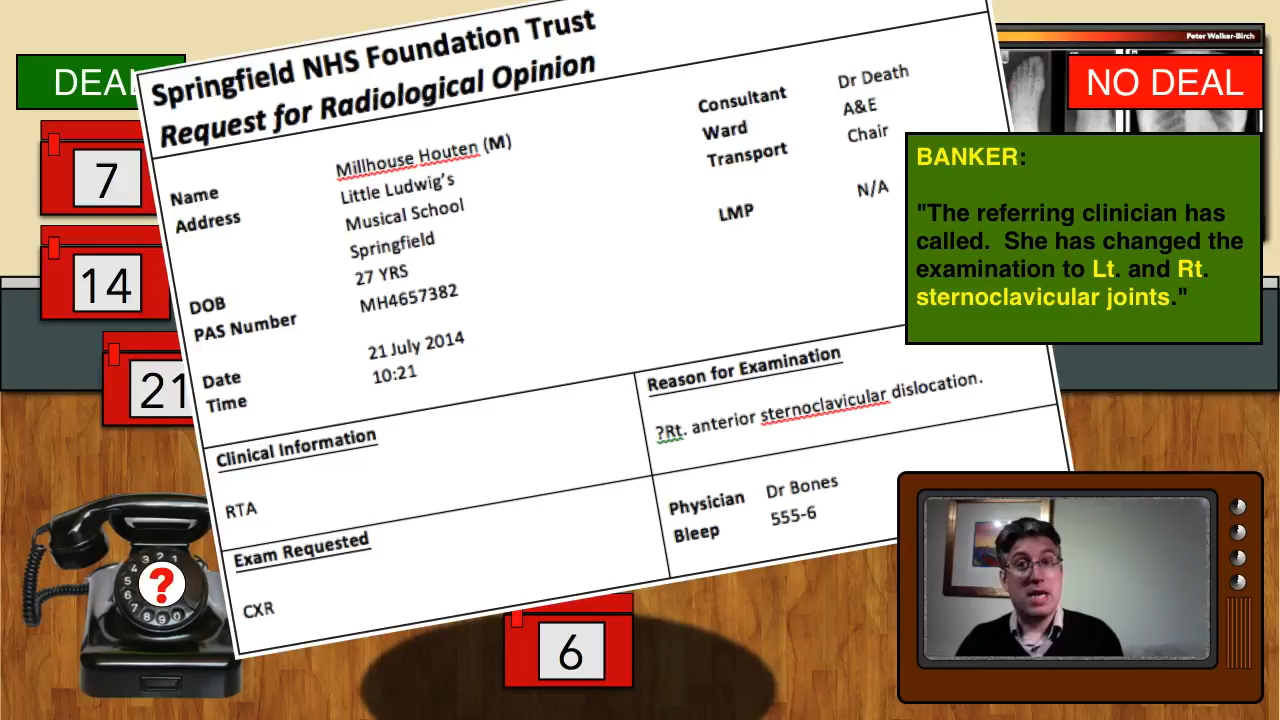 Springfield NHS Foundation Trust
Request for Radiological Opinion
Name Millhouse Houten (M)
Address Little Ludwig's
Musical School
Springfield
DOB 27 YRS
PAS Number MH4657382
Date 21 July 2014
Time 10:21
Consultant Dr Death
Ward A&E
Transport Chair
LMP N/A
Clinical Information
RTA
Reason for Examination
?Rt. anterior sternoclavicular dislocation.
Exam Requested
CXR
Physician Dr Bones
Bleep 555-6
DEAL
7
14
21
6
?
Peter Walker-Birch
NO DEAL
BANKER:
"The referring clinician has
called. She has changed the
examination to Lt. and Rt.
sternoclavicular joints."